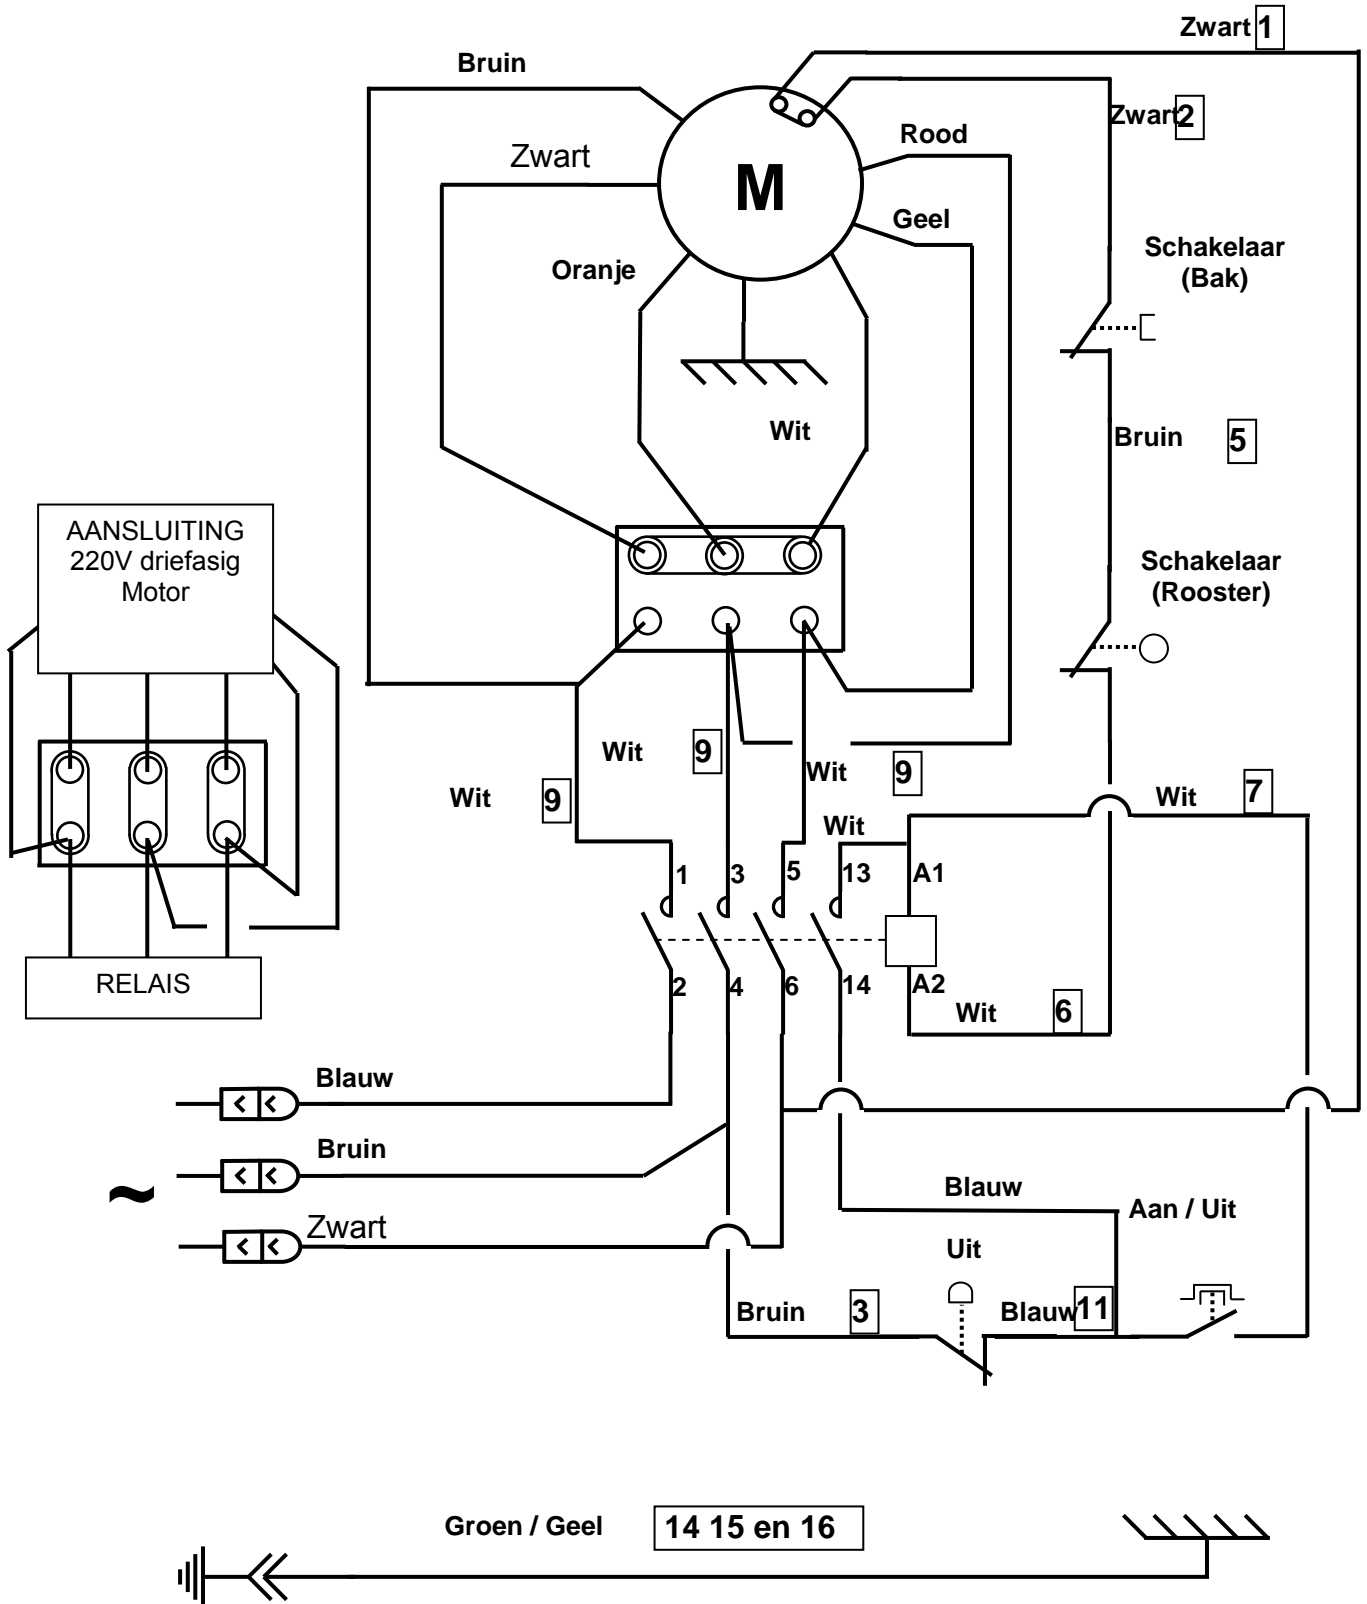 Zwart 1
Bruin
Zwart 2
Rood
Zwart
M
Geel
Schakelaar
(Bak)
Oranje
Wit
Bruin 5
AANSLUITING
220V driefasig
Motor
Schakelaar
(Rooster)
Wit 9
Wit 9
Wit 9
Wit 7
Wit
1 3 5 13 A1
2 4 6 14 A2
RELAIS
Wit 6
Blauw
Bruin
~
Zwart
Blauw
Aan / Uit
Uit
Bruin 3
Blauw 11
Groen / Geel 14 15 en 16